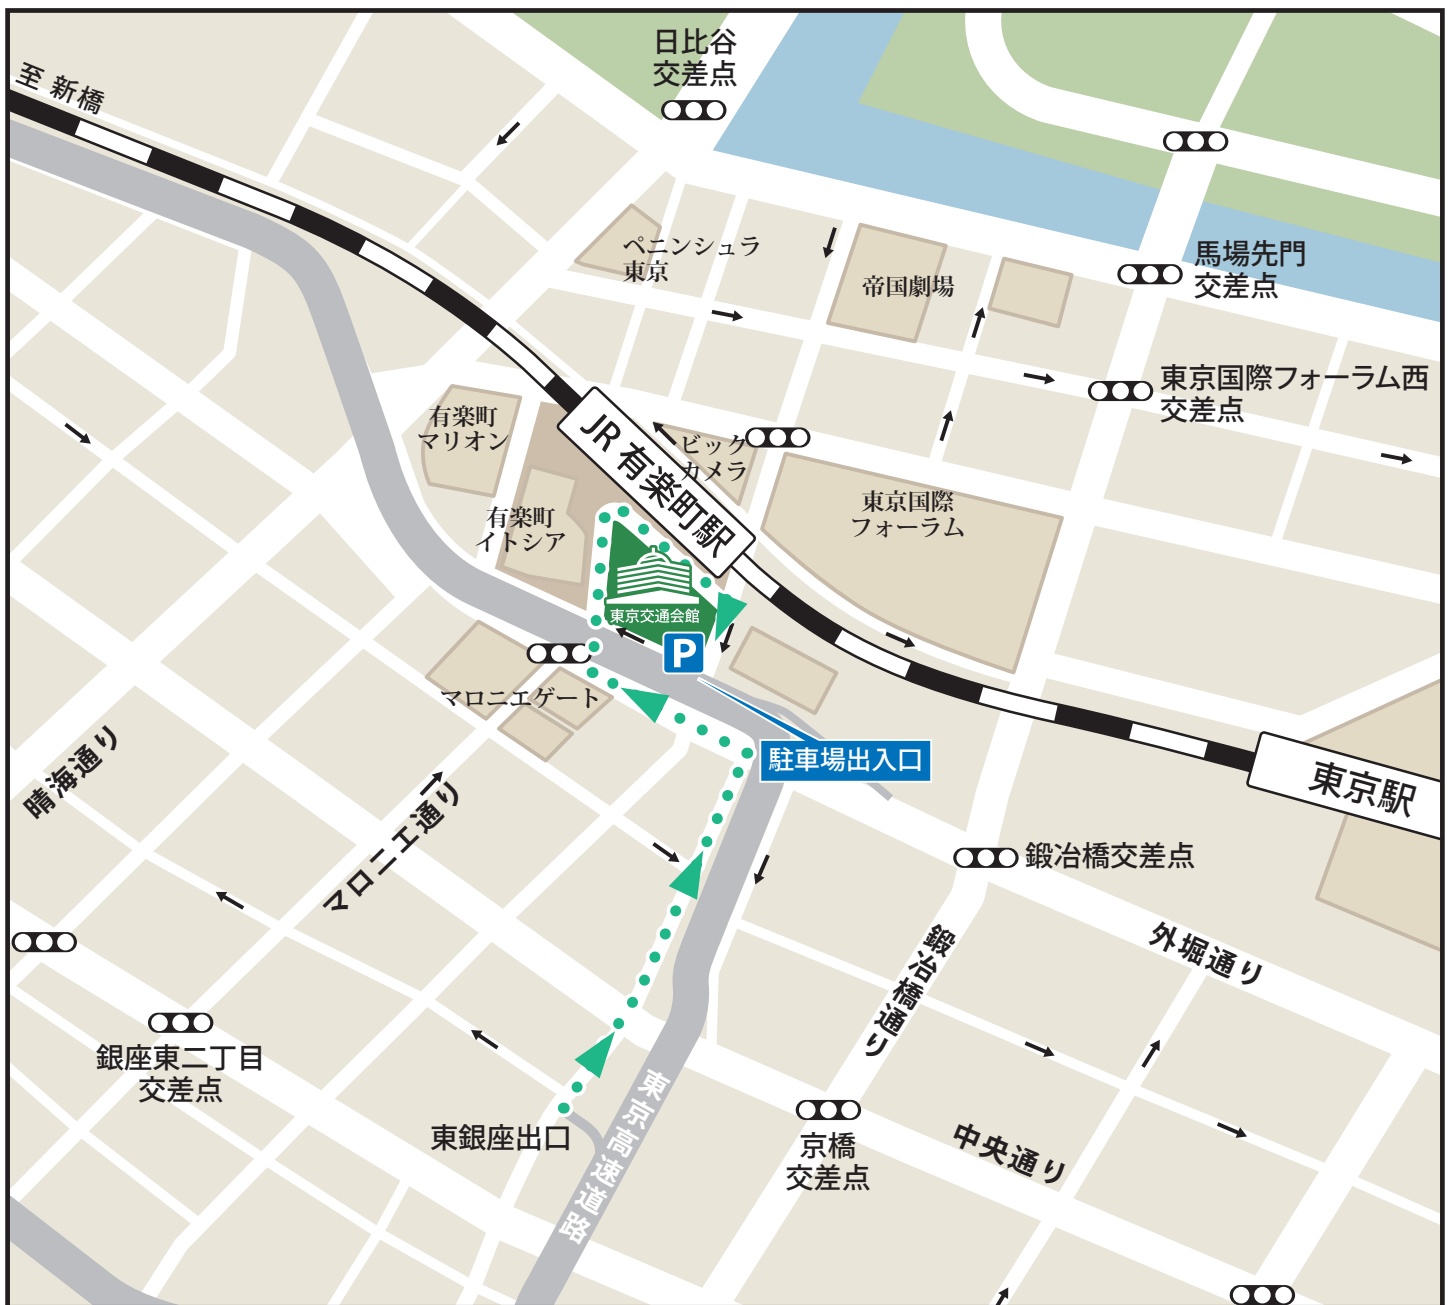 日比谷
交差点
至 新橋
ペニンシュラ
東京
帝国劇場
馬場先門
交差点
東京国際フォーラム西
交差点
有楽町
マリオン
JR 有楽町駅
ビック
カメラ
有楽町
イトシア
東京国際
フォーラム
東京交通会館
P
マロニエゲート
駐車場出入口
晴海通り
マロニエ通り
東京駅
鍛冶橋交差点
外堀通り
鍛冶橋通り
銀座東二丁目
交差点
東銀座出口
東京高速道路
京橋
交差点
中央通り